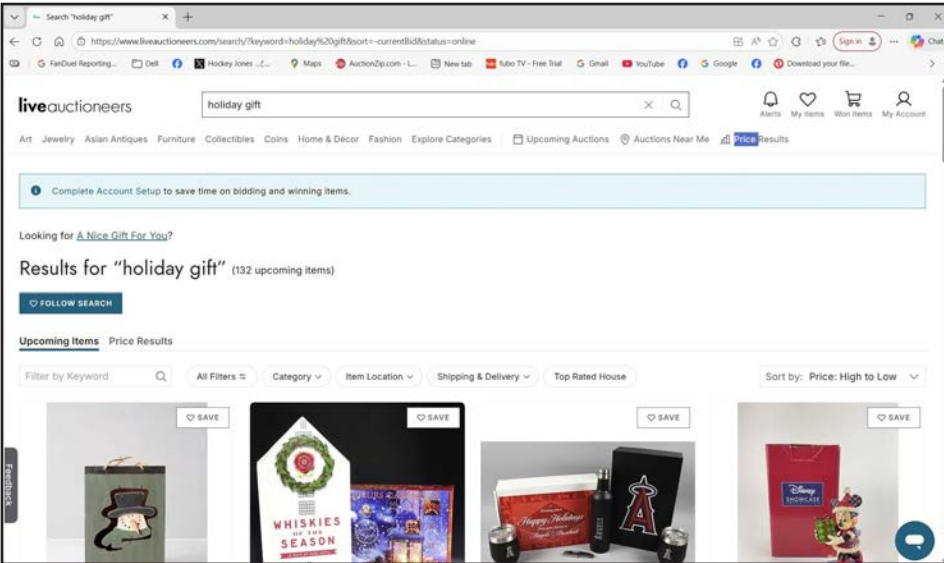 Search "holiday gift"
https://www.liveauctioneers.com/search/?keyword=holiday%20gift&sort=-currentBid&status=online
Sign in
Chat
FanDuel Reporting...
Dell
Maps
AuctionZip.com - L...
New tab
fubo TV - Free Trial
Gmail
YouTube
Google
Download your file...
liveauctioneers
holiday gift
Alerts My Items Won Items My Account
Art Jewelry Asian Antiques Furniture Collectibles Coins Home & Décor Fashion Explore Categories Upcoming Auctions Auctions Near Me Price Results
Complete Account Setup to save time on bidding and winning items.
Looking for A Nice Gift For You?
Results for “holiday gift” (132 upcoming items)
FOLLOW SEARCH
Upcoming Items Price Results
Filter by Keyword All Filters Category Item Location Shipping & Delivery Top Rated House Sort by: Price: High to Low
SAVE SAVE SAVE SAVE
Feedback
WHISKIES
OF THE
SEASON
Happy Holidays
A
Disney
SHOWCASE